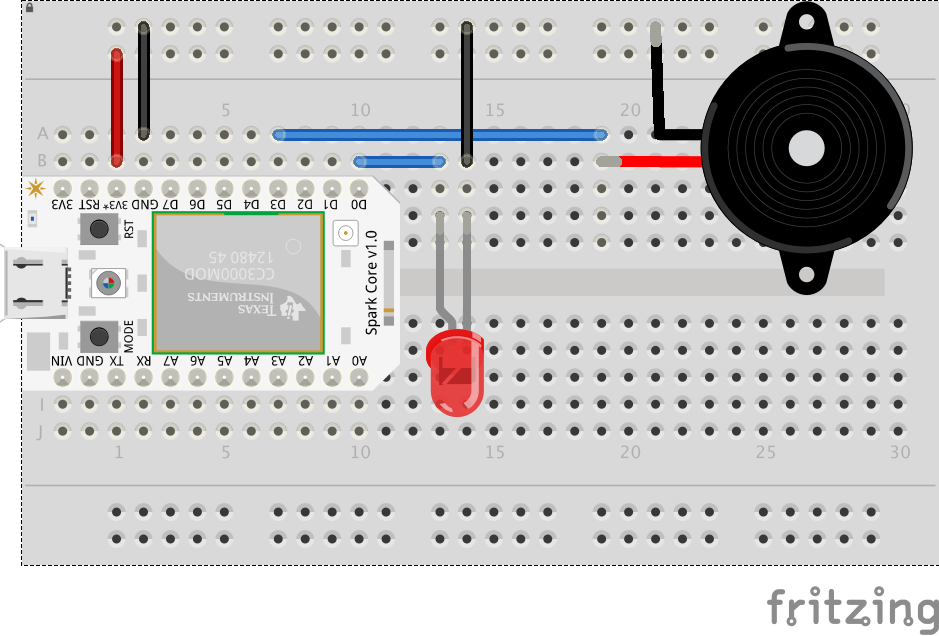 5 10 15 20
A
B
3V3 RST 3V3* GND D7 D6 D5 D4 D3 D2 D1 D0
RST
CC3000MOD
12480 45
TEXAS
INSTRUMENTS
Spark Core v1.0
MODE
VIN GND TX RX A7 A6 A5 A4 A3 A2 A1 A0
I
J
1 5 10 15 20 25 30
fritzing